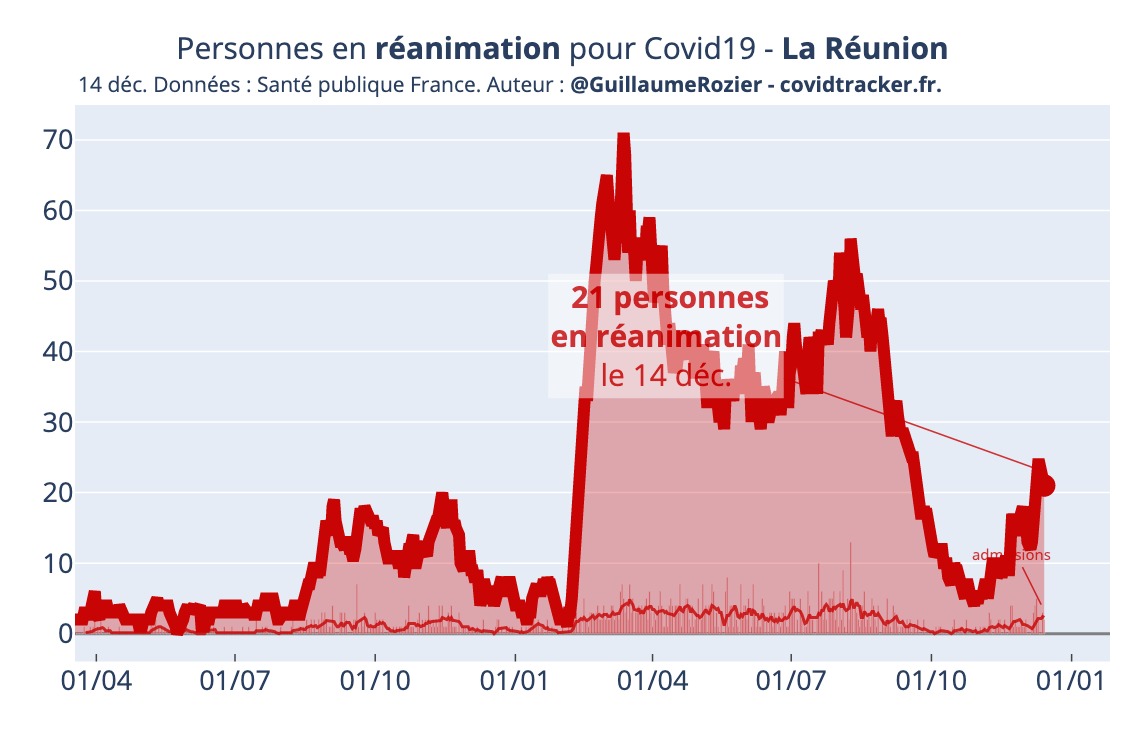 Personnes en réanimation pour Covid19 - La Réunion
14 déc. Données : Santé publique France. Auteur : @GuillaumeRozier - covidtracker.fr.
70
60
50
40
30
20
10
0
21 personnes
en réanimation
le 14 déc.
admissions
01/04
01/07
01/10
01/01
01/04
01/07
01/10
01/01